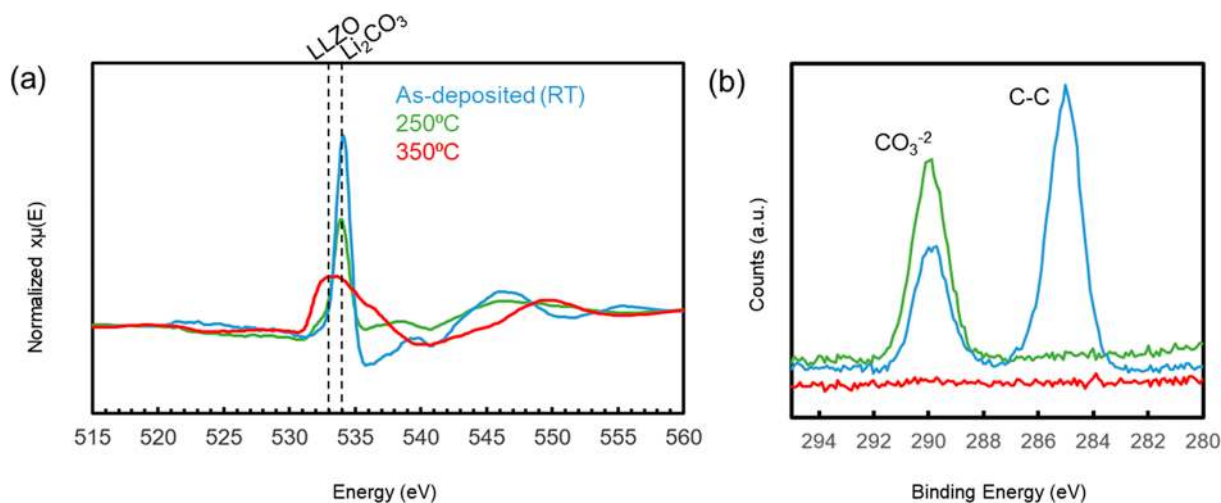 (a)
LLZO
Li₂CO₃
As-deposited (RT)
250ºC
350ºC
Normalized xμ(E)
515 520 525 530 535 540 545 550 555 560
Energy (eV)
(b)
C-C
CO₃⁻²
Counts (a.u.)
294 292 290 288 286 284 282 280
Binding Energy (eV)